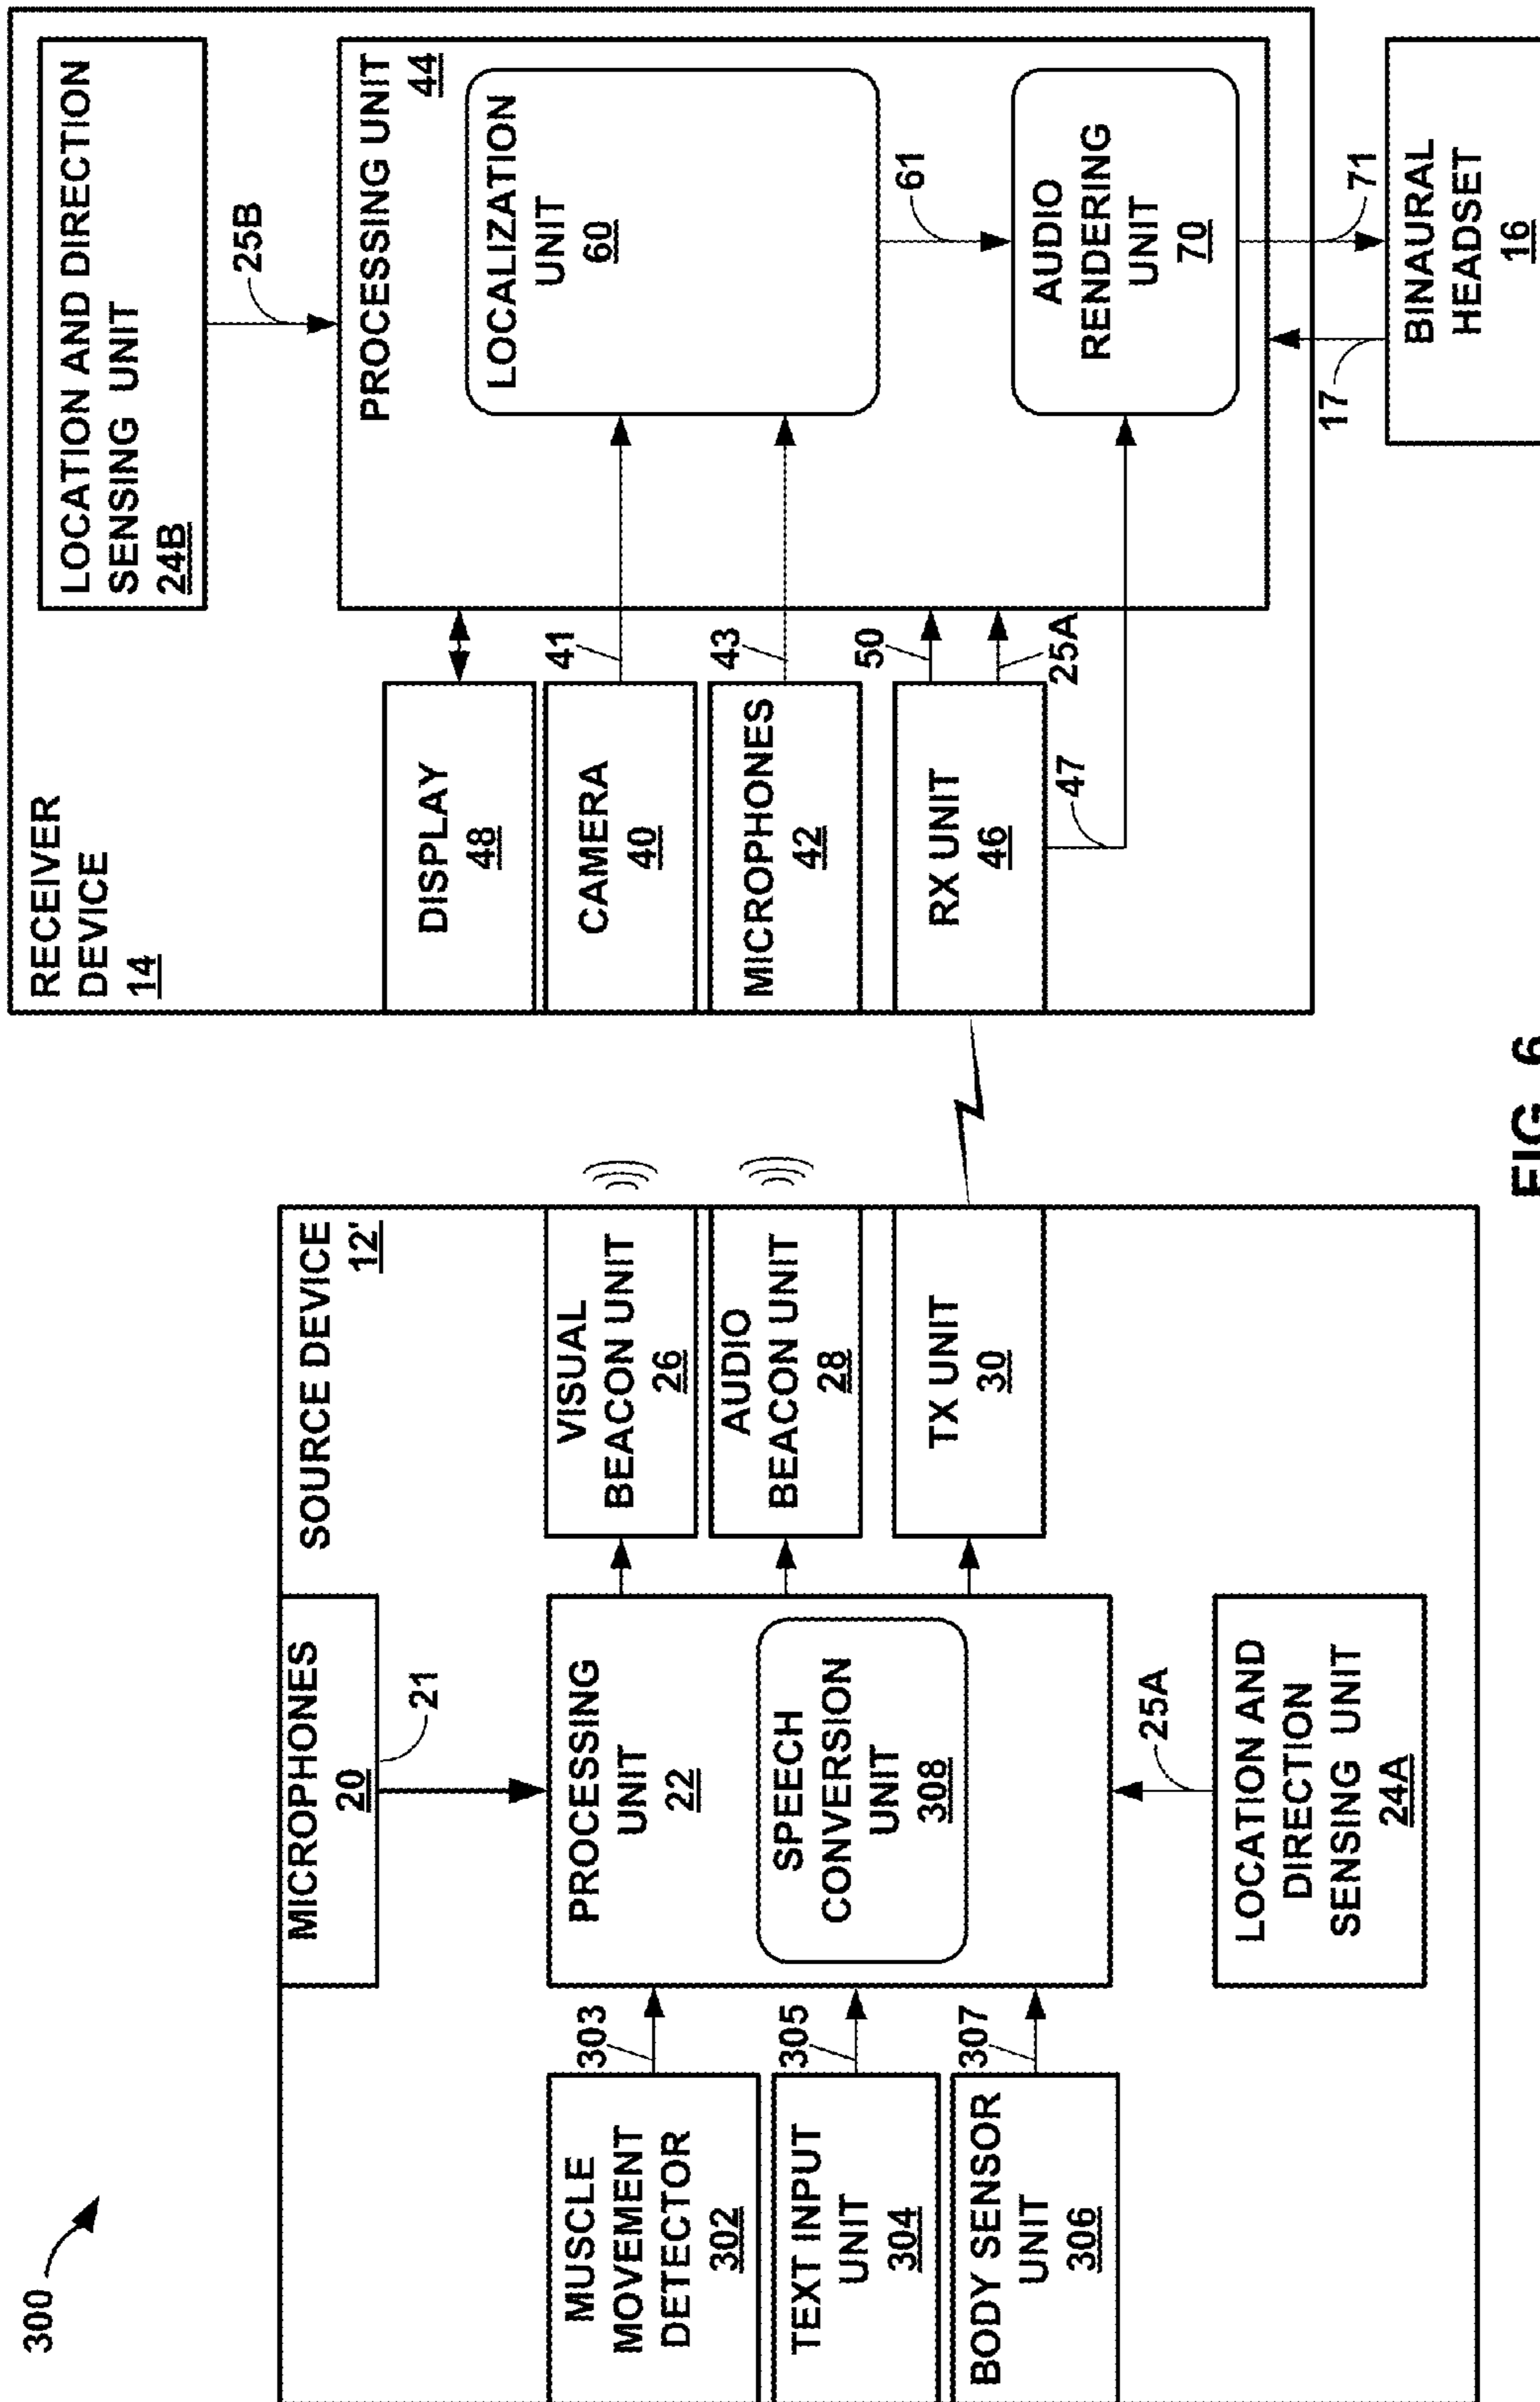 300
SOURCE DEVICE
12'
MICROPHONES
20
21
MUSCLE
MOVEMENT
DETECTOR
302
303
TEXT INPUT
UNIT
304
305
BODY SENSOR
UNIT
306
307
PROCESSING
UNIT
22
SPEECH
CONVERSION
UNIT
308
VISUAL
BEACON UNIT
26
AUDIO
BEACON UNIT
28
TX UNIT
30
25A
LOCATION AND
DIRECTION
SENSING UNIT
24A
RECEIVER
DEVICE
14
LOCATION AND DIRECTION
SENSING UNIT
24B
25B
DISPLAY
48
CAMERA
40
41
MICROPHONES
42
43
RX UNIT
46
50
25A
47
PROCESSING UNIT
44
LOCALIZATION
UNIT
60
61
AUDIO
RENDERING
UNIT
70
71
17
BINAURAL
HEADSET
16
FIG. 6